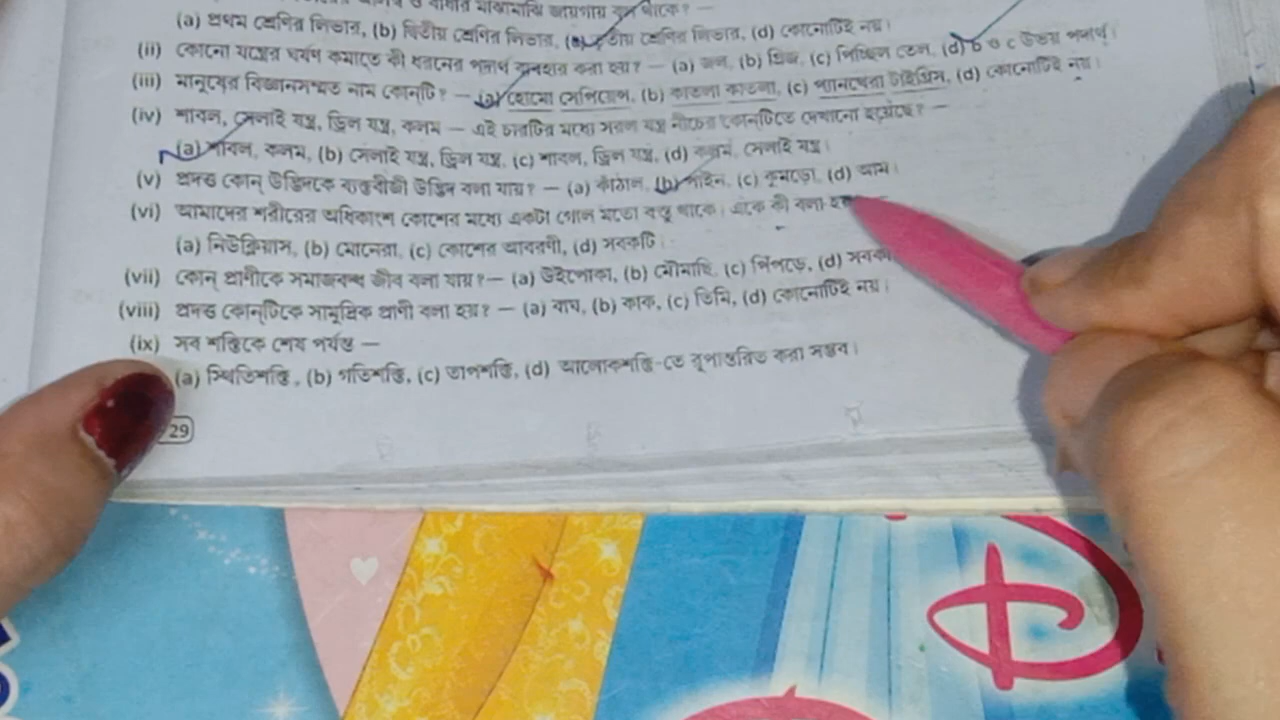 ও বাধার মাঝামাঝি জায়গায় থাকে? —
(a) প্রথম শ্রেণির লিভার, (b) দ্বিতীয় শ্রেণির লিভার, তৃতীয় শ্রেণির লিভার, (d) কোনোটিই নয়।
(ii) কোনো যন্ত্রের ঘর্ষণ কমাতে কী ধরনের পদার্থ ব্যবহার করা হয়? — (a) জল, (b) গ্রিজ, (c) পিচ্ছিল তেল, (d) b ও c উভয় পদার্থ।
(iii) মানুষের বিজ্ঞানসম্মত নাম কোন্‌টি? — (a) হোমো সেপিয়েন্স, (b) কাতলা কাতলা, (c) প্যানথেরা টাইগ্রিস, (d) কোনোটিই নয়।
(iv) শাবল, সেলাই যন্ত্র, ড্রিল যন্ত্র, কলম — এই চারটির মধ্যে সরল যন্ত্র নীচের কোন্‌টিতে দেখানো হয়েছে? —
(a) শাবল, কলম, (b) সেলাই যন্ত্র, ড্রিল যন্ত্র, (c) শাবল, ড্রিল যন্ত্র, (d) কলম, সেলাই যন্ত্র।
(v) প্রদত্ত কোন্ উদ্ভিদকে ব্যক্তবীজী উদ্ভিদ বলা যায়? — (a) কাঁঠাল, (b) পাইন, (c) কুমড়ো, (d) আম।
(vi) আমাদের শরীরের অধিকাংশ কোশের মধ্যে একটা গোল মতো বস্তু থাকে। একে কী বলা হয়
(a) নিউক্লিয়াস, (b) মোনেরা, (c) কোশের আবরণী, (d) সবকটি।
(vii) কোন্ প্রাণীকে সমাজবদ্ধ জীব বলা যায়?— (a) উইপোকা, (b) মৌমাছি, (c) পিঁপড়ে, (d) সবক
(viii) প্রদত্ত কোন্‌টিকে সামুদ্রিক প্রাণী বলা হয়? — (a) বাঘ, (b) কাক, (c) তিমি, (d) কোনোটিই নয়।
(ix) সব শক্তিকে শেষ পর্যন্ত —
(a) স্থিতিশক্তি, (b) গতিশক্তি, (c) তাপশক্তি, (d) আলোকশক্তি-তে রূপান্তরিত করা সম্ভব।
29